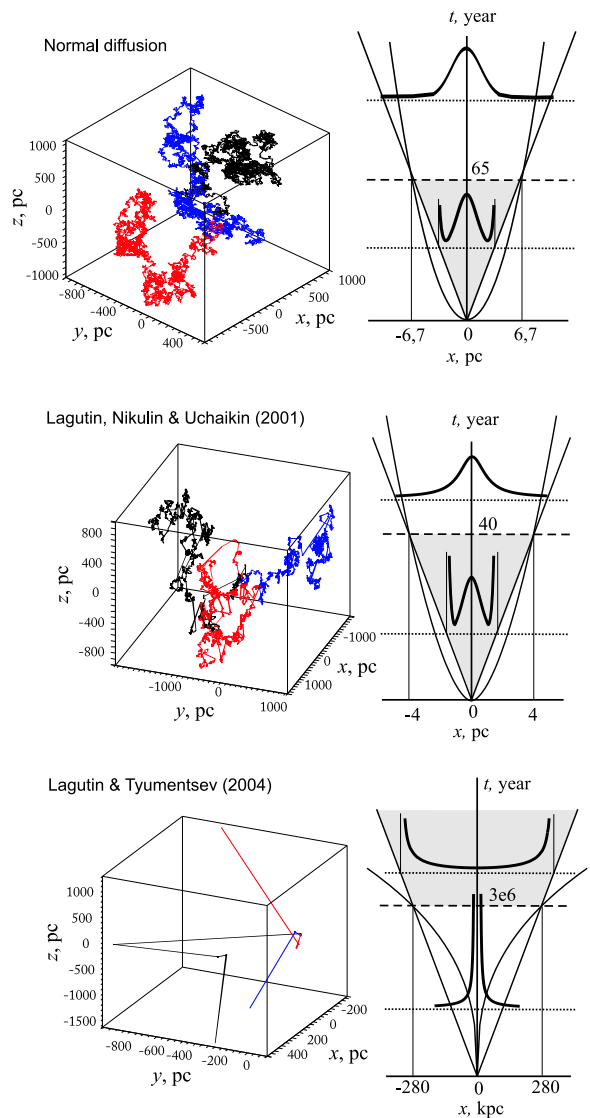 Normal diffusion
1000
500
0
-500
-1000
z, pc
-800
-400
0
400
y, pc
-500
0
500
1000
x, pc
t, year
65
-6,7
0
6,7
x, pc
Lagutin, Nikulin & Uchaikin (2001)
800
400
0
-400
-800
z, pc
-1000
0
1000
y, pc
1000
0
-1000
x, pc
t, year
40
-4
0
4
x, pc
Lagutin & Tyumentsev (2004)
1000
500
0
-500
-1000
-1500
z, pc
-800
-600
-400
-200
0
y, pc
400
200
0
-200
x, pc
t, year
3e6
-280
0
280
x, kpc